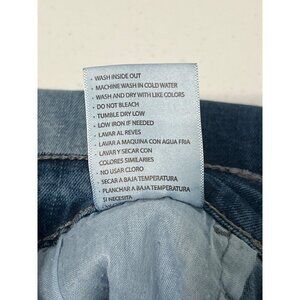 • WASH INSIDE OUT
• MACHINE WASH IN COLD WATER
• WASH AND DRY WITH LIKE COLORS
• DO NOT BLEACH
• TUMBLE DRY LOW
• LOW IRON IF NEEDED
• LAVAR AL REVES
• LAVAR A MAQUINA CON AGUA FRIA
• LAVAR Y SECAR CON
COLORES SIMILARIES
• NO USAR CLORO
• SECAR A BAJA TEMPERATURA
• PLANCHAR A BAJA TEMPERATURA
SI NECESITA